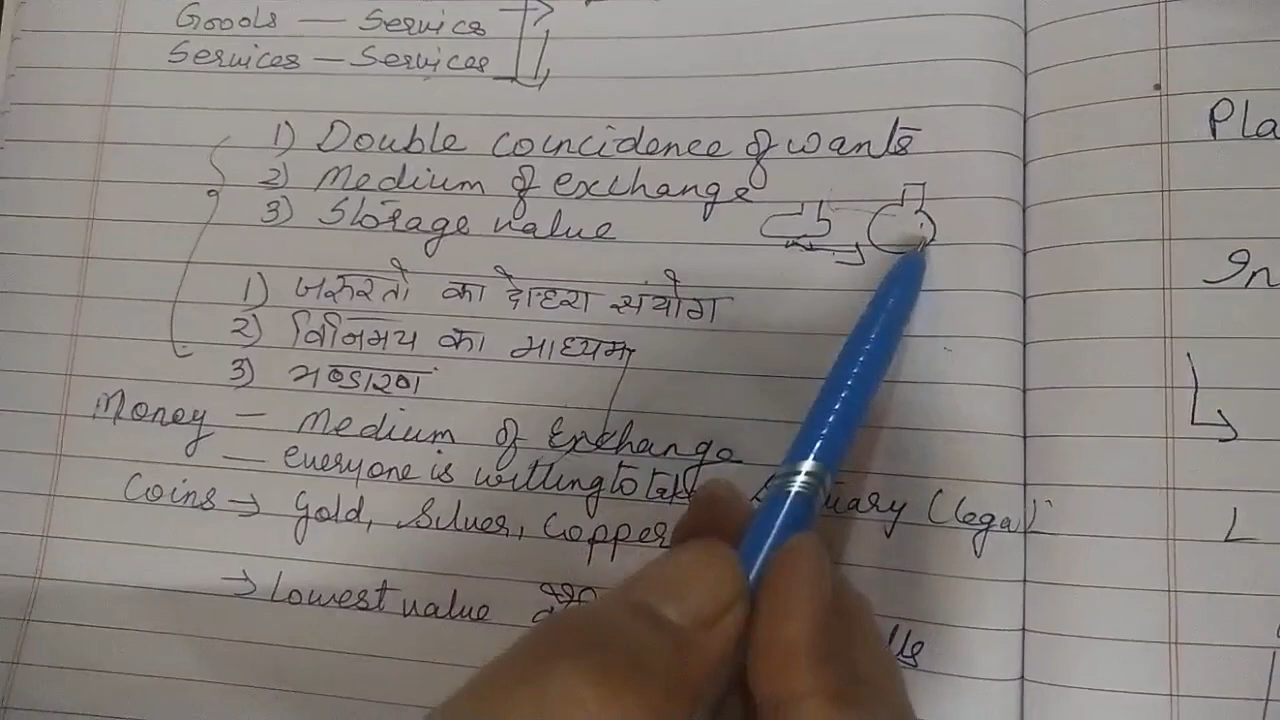 Goods — Service
Services — Services
1) Double coincidence of wants
2) Medium of exchange
3) Storage value
1) जरुरतो का दोहरा संयोग
2) विनिमय का माध्यम
3) भण्डारण
Money — Medium of Exchange
— everyone is willing to take
(legal)
Coins → Gold, Silver, Copper
→ Lowest value
Pla
In
L